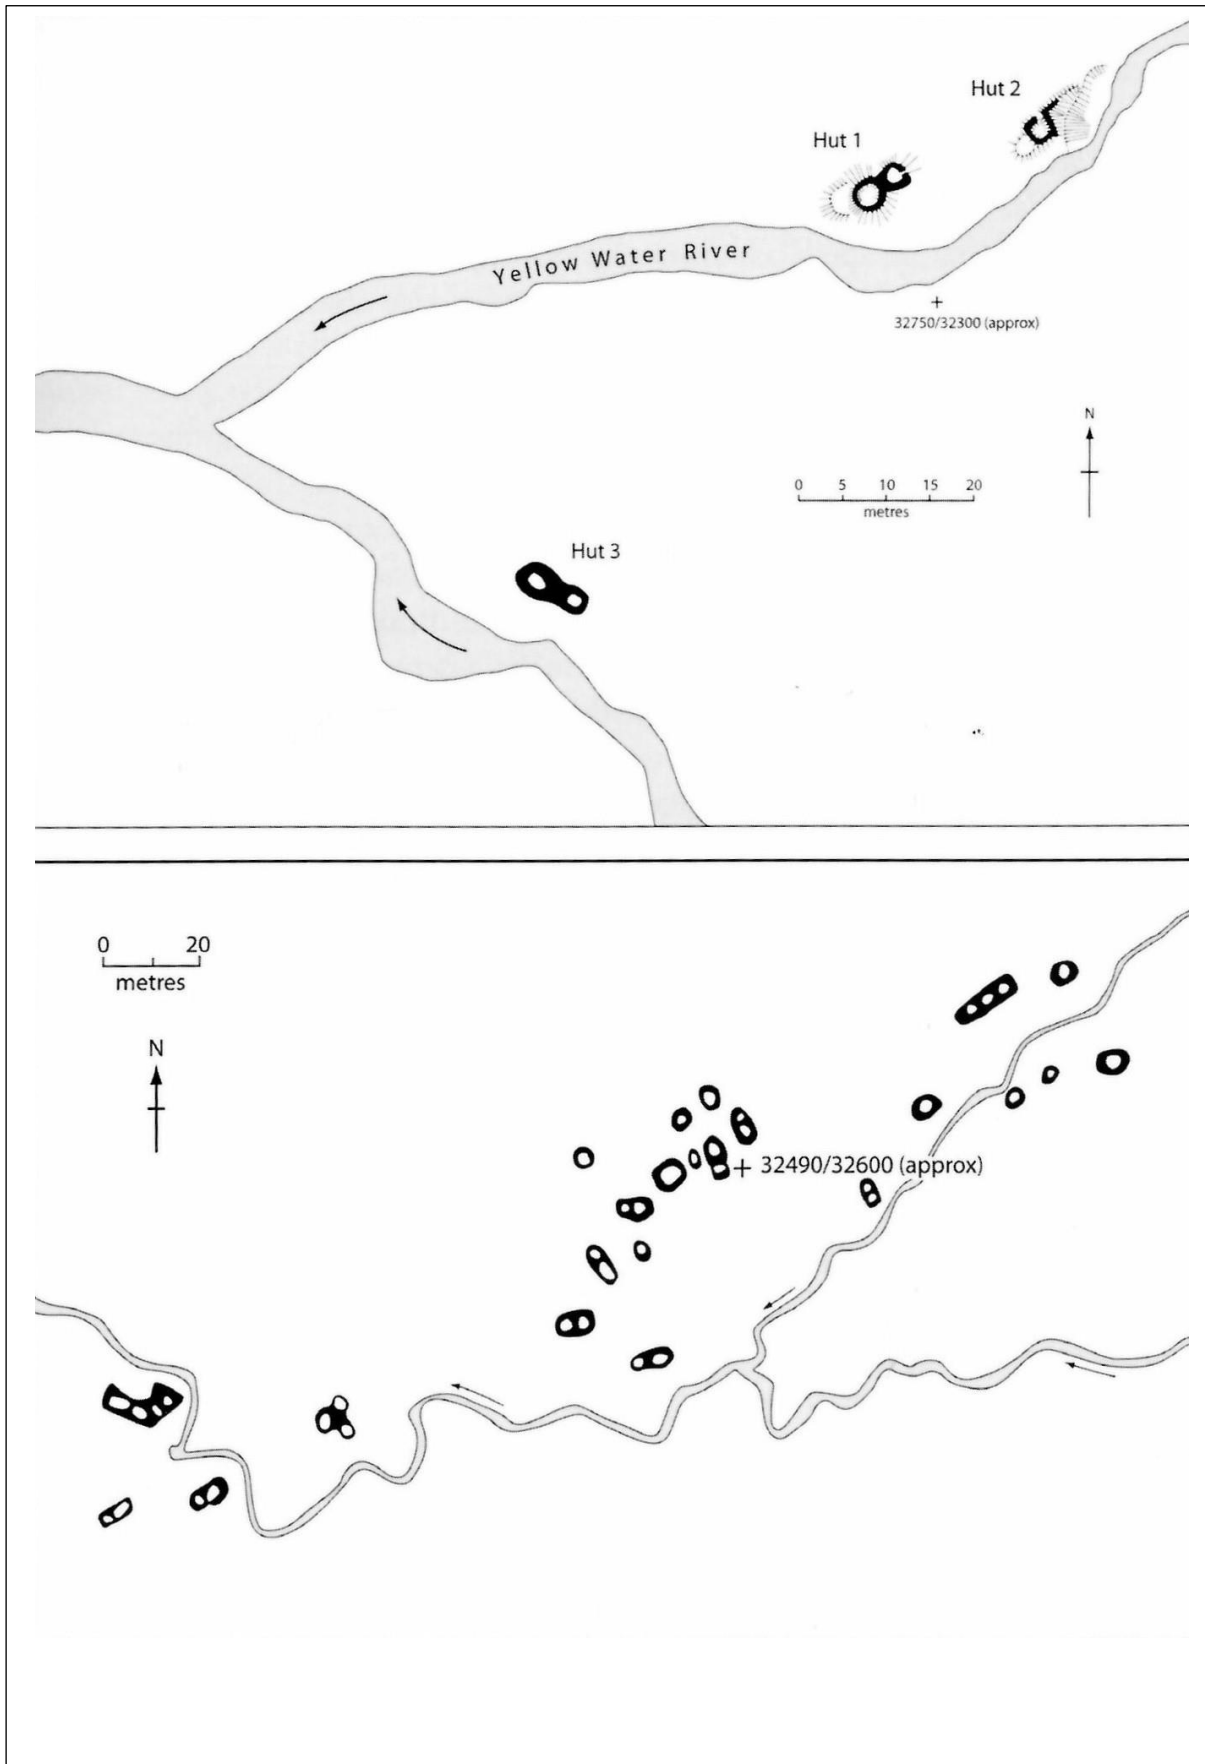 Hut 2
Hut 1
Yellow Water River
32750/32300 (approx)
N
0 5 10 15 20
metres
Hut 3
0 20
metres
N
32490/32600 (approx)